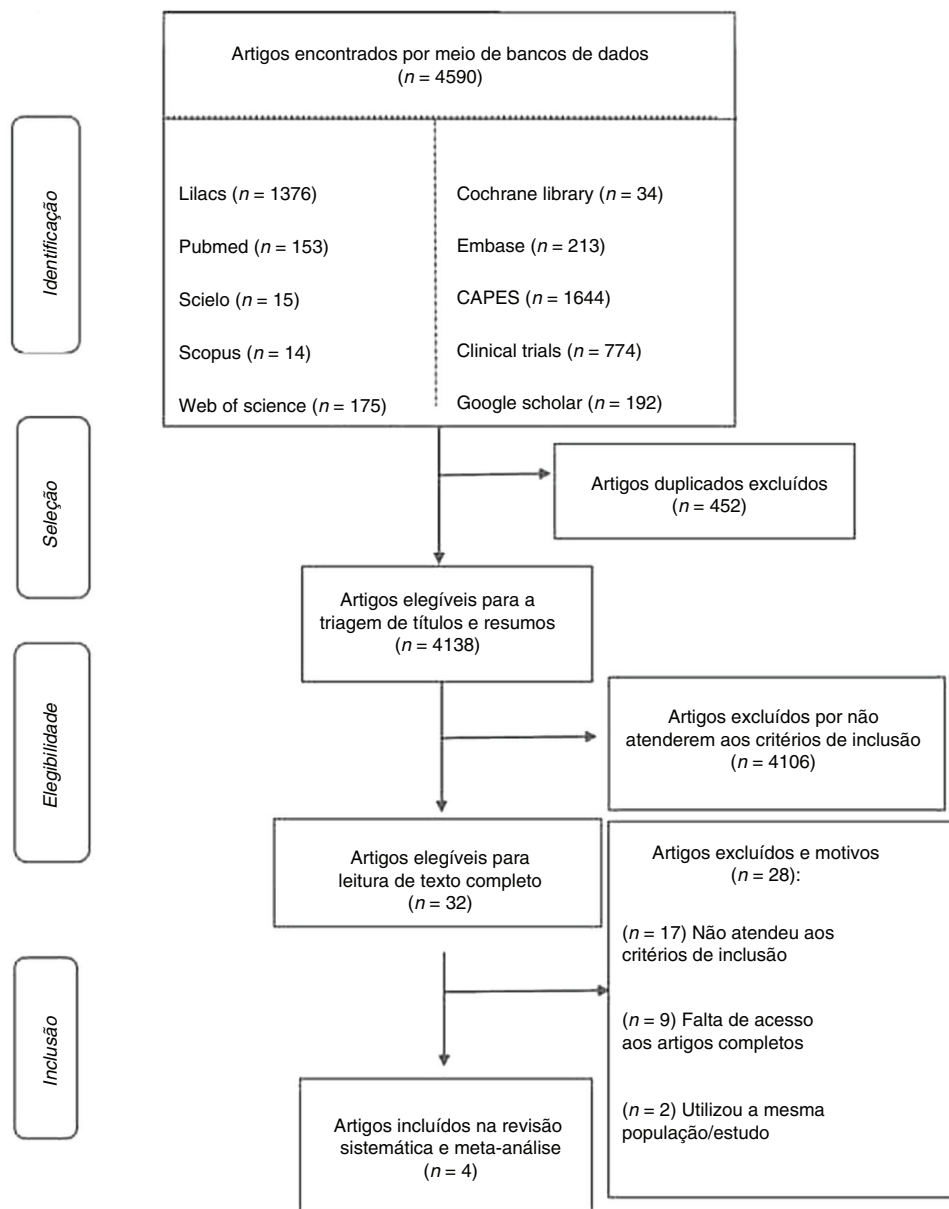 Artigos encontrados por meio de bancos de dados
(n = 4590)
Identificação
Lilacs (n = 1376)
Pubmed (n = 153)
Scielo (n = 15)
Scopus (n = 14)
Web of science (n = 175)
Cochrane library (n = 34)
Embase (n = 213)
CAPES (n = 1644)
Clinical trials (n = 774)
Google scholar (n = 192)
Seleção
Artigos duplicados excluídos
(n = 452)
Artigos elegíveis para a
triagem de títulos e resumos
(n = 4138)
Elegibilidade
Artigos excluídos por não
atenderem aos critérios de inclusão
(n = 4106)
Artigos elegíveis para
leitura de texto completo
(n = 32)
Artigos excluídos e motivos
(n = 28):
(n = 17) Não atendeu aos
critérios de inclusão
(n = 9) Falta de acesso
aos artigos completos
(n = 2) Utilizou a mesma
população/estudo
Inclusão
Artigos incluídos na revisão
sistemática e meta-análise
(n = 4)